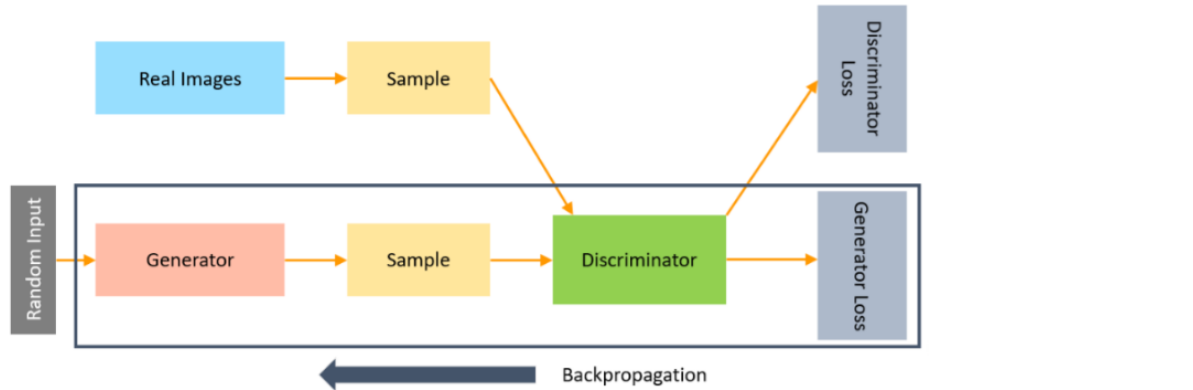 Real Images
Sample
Discriminator
Loss
Random Input
Generator
Sample
Discriminator
Generator Loss
Backpropagation